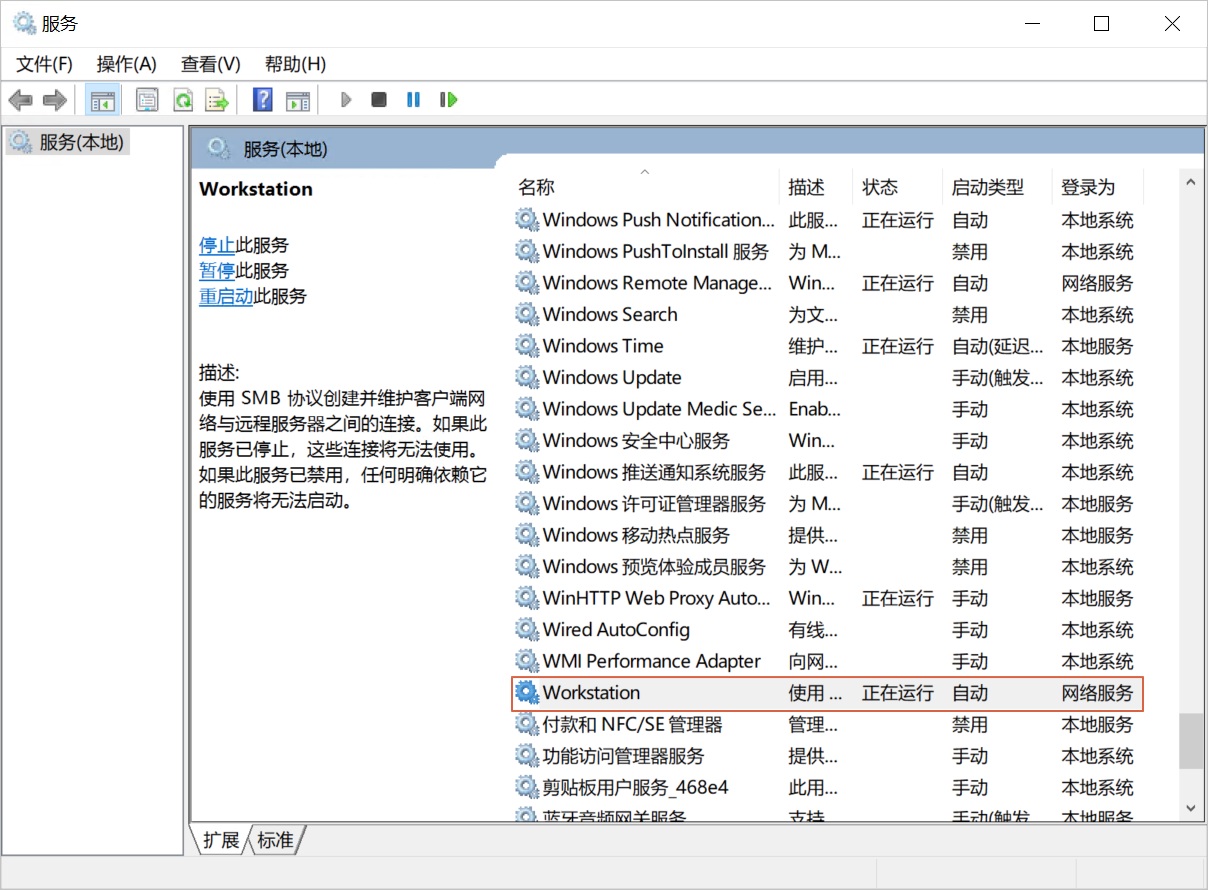 服务
文件(F) 操作(A) 查看(V) 帮助(H)
服务(本地)
服务(本地)
Workstation
停止此服务
暂停此服务
重启动此服务
描述:
使用 SMB 协议创建并维护客户端网
络与远程服务器之间的连接。如果此
服务已停止，这些连接将无法使用。
如果此服务已禁用，任何明确依赖它
的服务将无法启动。
名称 描述 状态 启动类型 登录为
Windows Push Notification... 此服... 正在运行 自动 本地系统
Windows PushToInstall 服务 为 M... 禁用 本地系统
Windows Remote Manage... Win... 正在运行 自动 网络服务
Windows Search 为文... 禁用 本地系统
Windows Time 维护... 正在运行 自动(延迟... 本地服务
Windows Update 启用... 手动(触发... 本地系统
Windows Update Medic Se... Enab... 手动 本地系统
Windows 安全中心服务 Win... 手动 本地系统
Windows 推送通知系统服务 此服... 正在运行 自动 本地系统
Windows 许可证管理器服务 为 M... 手动(触发... 本地服务
Windows 移动热点服务 提供... 禁用 本地服务
Windows 预览体验成员服务 为 W... 禁用 本地系统
WinHTTP Web Proxy Auto... Win... 正在运行 手动 本地服务
Wired AutoConfig 有线... 手动 本地系统
WMI Performance Adapter 向网... 手动 本地系统
Workstation 使用 ... 正在运行 自动 网络服务
付款和 NFC/SE 管理器 管理... 禁用 本地服务
功能访问管理器服务 提供... 手动 本地系统
剪贴板用户服务_468e4 此用... 手动 本地系统
蓝牙音频网关服务 支持 手动(触发 本地服务
扩展 标准